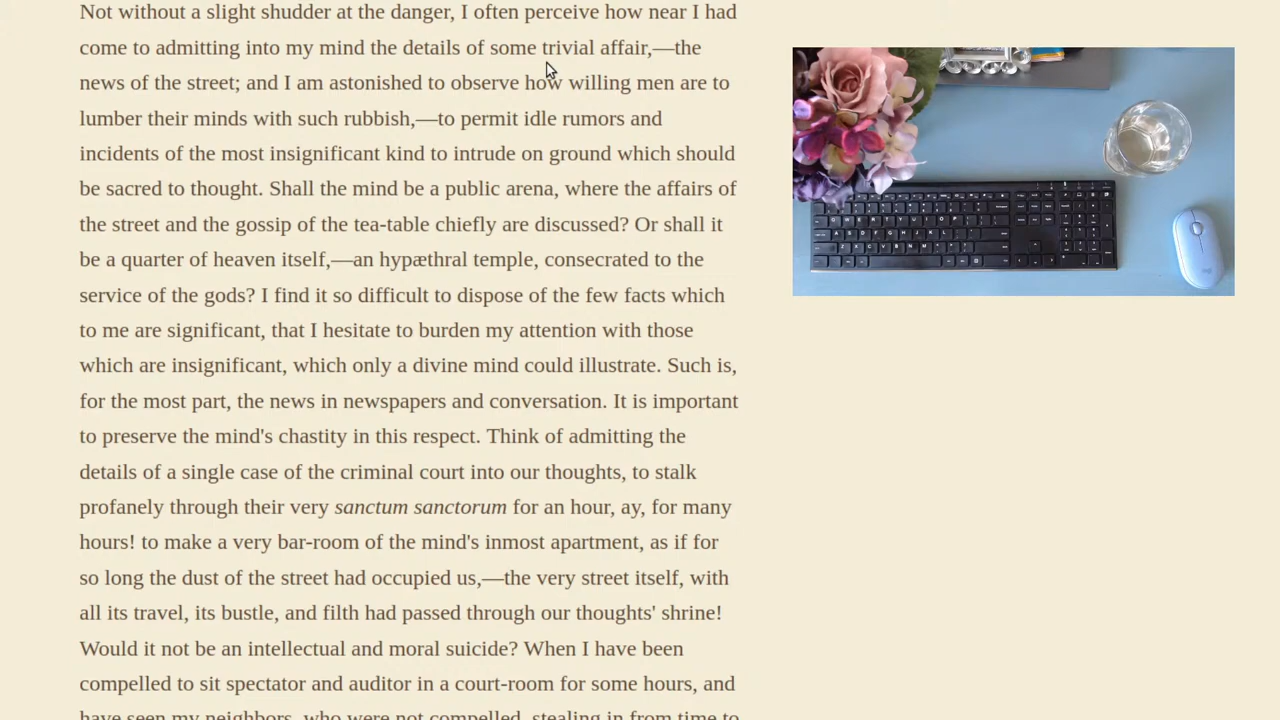 Not without a slight shudder at the danger, I often perceive how near I had
come to admitting into my mind the details of some trivial affair,—the
news of the street; and I am astonished to observe how willing men are to
lumber their minds with such rubbish,—to permit idle rumors and
incidents of the most insignificant kind to intrude on ground which should
be sacred to thought. Shall the mind be a public arena, where the affairs of
the street and the gossip of the tea-table chiefly are discussed? Or shall it
be a quarter of heaven itself,—an hypæthral temple, consecrated to the
service of the gods? I find it so difficult to dispose of the few facts which
to me are significant, that I hesitate to burden my attention with those
which are insignificant, which only a divine mind could illustrate. Such is,
for the most part, the news in newspapers and conversation. It is important
to preserve the mind's chastity in this respect. Think of admitting the
details of a single case of the criminal court into our thoughts, to stalk
profanely through their very sanctum sanctorum for an hour, ay, for many
hours! to make a very bar-room of the mind's inmost apartment, as if for
so long the dust of the street had occupied us,—the very street itself, with
all its travel, its bustle, and filth had passed through our thoughts' shrine!
Would it not be an intellectual and moral suicide? When I have been
compelled to sit spectator and auditor in a court-room for some hours, and
have seen my neighbors, who were not compelled, stealing in from time to